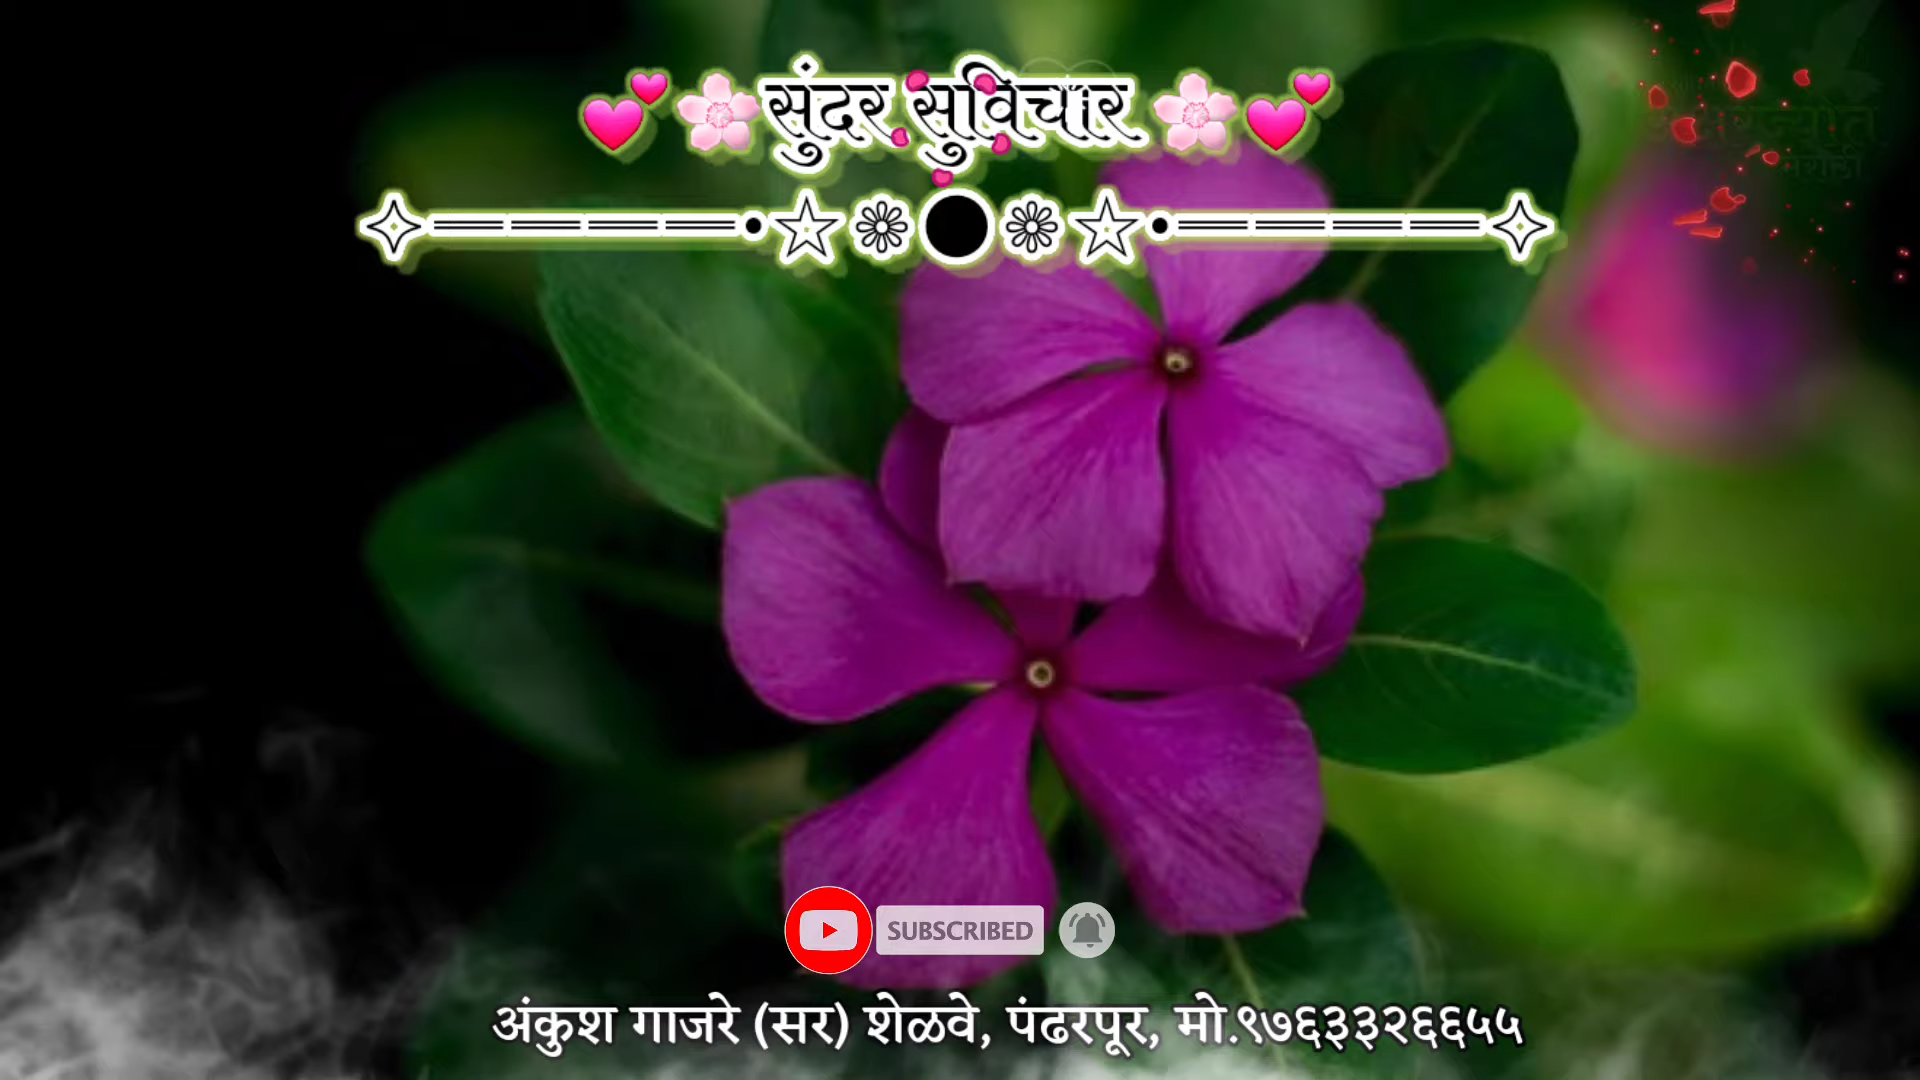 💕🌸सुंदर सुविचार 🌸💕
✧═════•☆❁●❁☆•════✧
SUBSCRIBED
अंकुश गाजरे (सर) शेळवे, पंढरपूर, मो.९७६३३२६६५५